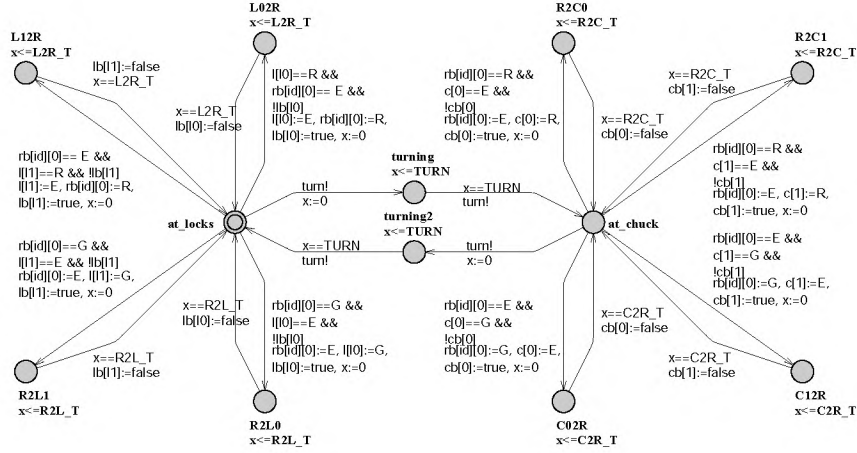 L12R
x<=L2R_T
lb[l1]:=false
x==L2R_T
L02R
x<=L2R_T
x==L2R_T
lb[l0]:=false
l[l0]==R &&
rb[id][0]== E &&
!lb[l0]
l[l0]:=E, rb[id][0]:=R,
lb[l0]:=true, x:=0
R2C0
x<=R2C_T
rb[id][0]==R &&
c[0]==E &&
!cb[0]
rb[id][0]:=E, c[0]:=R,
cb[0]:=true, x:=0
x==R2C_T
cb[0]:=false
R2C1
x<=R2C_T
x==R2C_T
cb[1]:=false
rb[id][0]== E &&
l[l1]==R && !lb[l1]
l[l1]:=E, rb[id][0]:=R,
lb[l1]:=true, x:=0
rb[id][0]==R &&
c[1]==E &&
!cb[1]
rb[id][0]:=E, c[1]:=R,
cb[1]:=true, x:=0
turning
x<=TURN
turn!
x:=0
x==TURN
turn!
at_locks
turning2
x<=TURN
x==TURN
turn!
turn!
x:=0
at_chuck
rb[id][0]==G &&
l[l1]==E && !lb[l1]
rb[id][0]:=E, l[l1]:=G,
lb[l1]:=true, x:=0
x==R2L_T
lb[l1]:=false
R2L1
x<=R2L_T
x==R2L_T
lb[l0]:=false
rb[id][0]==G &&
l[l0]==E &&
!lb[l0]
rb[id][0]:=E, l[l0]:=G,
lb[l0]:=true, x:=0
R2L0
x<=R2L_T
rb[id][0]==E &&
c[0]==G &&
!cb[0]
rb[id][0]:=G, c[0]:=E,
cb[0]:=true, x:=0
x==C2R_T
cb[0]:=false
C02R
x<=C2R_T
rb[id][0]==E &&
c[1]==G &&
!cb[1]
rb[id][0]:=G, c[1]:=E,
cb[1]:=true, x:=0
x==C2R_T
cb[1]:=false
C12R
x<=C2R_T